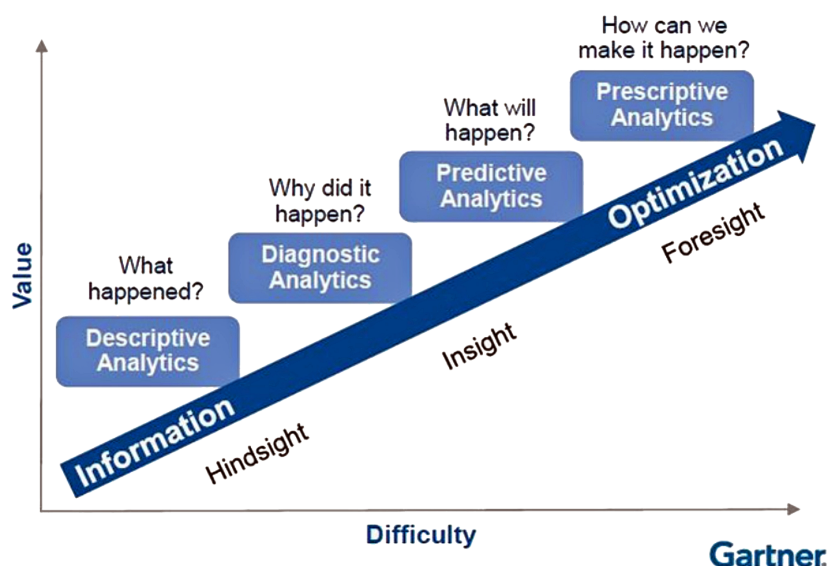 How can we
make it happen?
Prescriptive
Analytics
What will
happen?
Predictive
Analytics
Why did it
happen?
Diagnostic
Analytics
What
happened?
Descriptive
Analytics
Value
Information
Optimization
Hindsight
Insight
Foresight
Difficulty
Gartner.